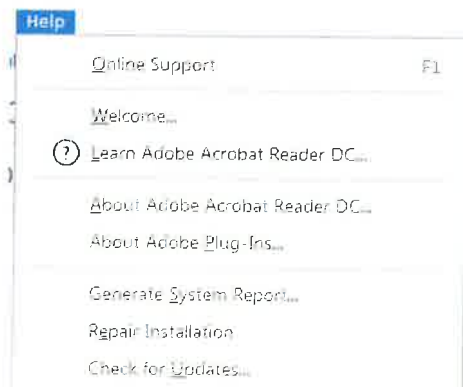 Help
Online Support F1
Welcome...
? Learn Adobe Acrobat Reader DC...
About Adobe Acrobat Reader DC...
About Adobe Plug-Ins...
Generate System Report...
Repair Installation
Check for Updates...